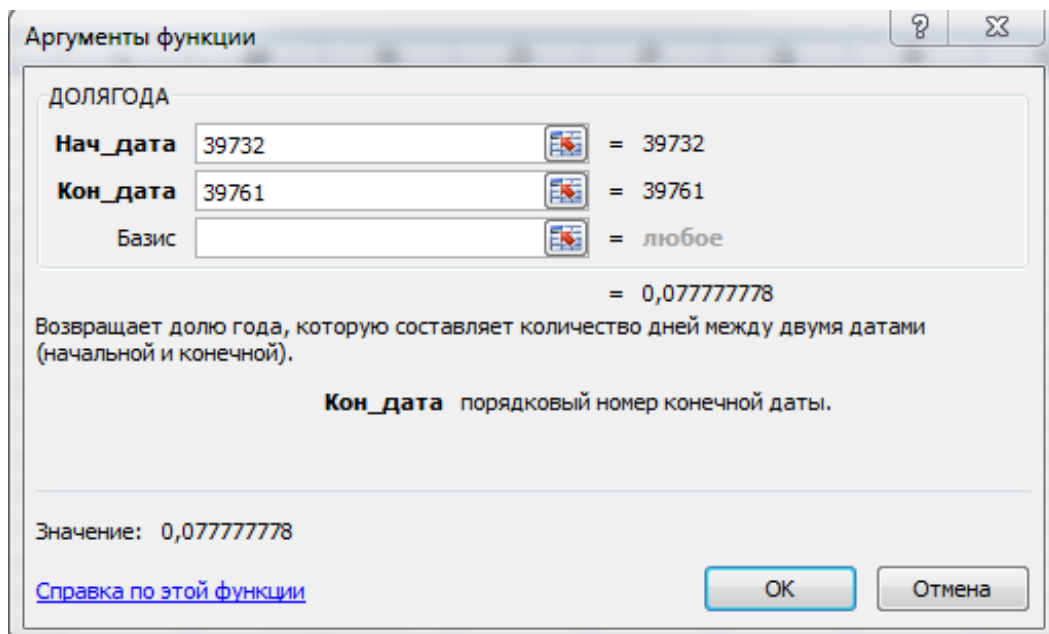 Аргументы функции
ДОЛЯГОДА
Нач_дата 39732 = 39732
Кон_дата 39761 = 39761
Базис = любое
= 0,077777778
Возвращает долю года, которую составляет количество дней между двумя датами
(начальной и конечной).
Кон_дата порядковый номер конечной даты.
Значение: 0,077777778
Справка по этой функции
ОК Отмена